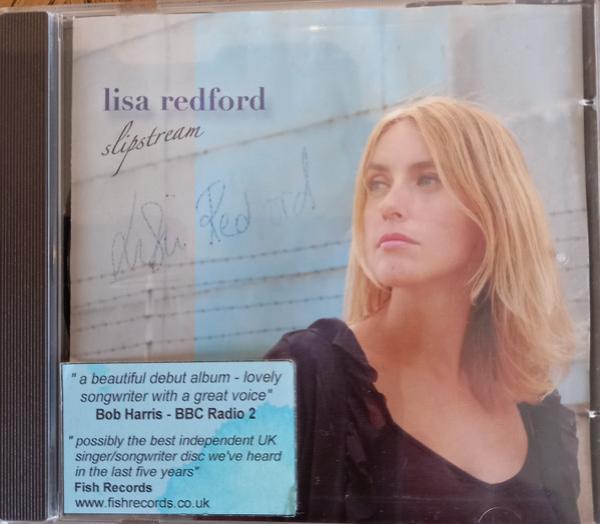 lisa redford
slipstream
Lisa Redford
" a beautiful debut album - lovely
songwriter with a great voice"
Bob Harris - BBC Radio 2
" possibly the best independent UK
singer/songwriter disc we've heard
in the last five years"
Fish Records
www.fishrecords.co.uk